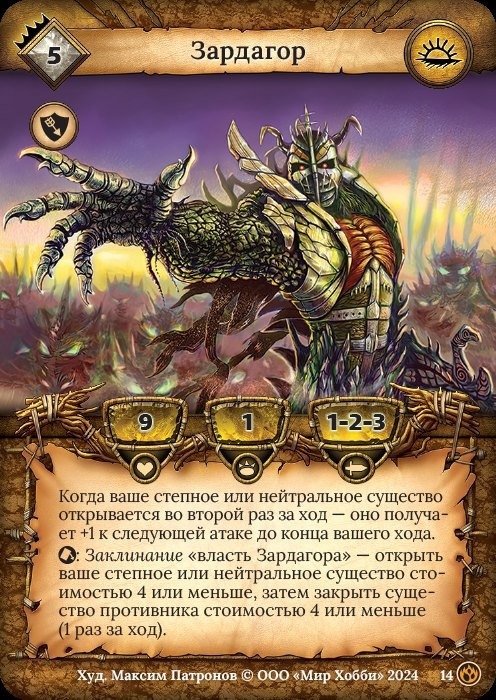 Зардагор
5
9 1 1-2-3
Когда ваше степное или нейтральное существо
открывается во второй раз за ход — оно получа-
ет +1 к следующей атаке до конца вашего хода.
: Заклинание «власть Зардагора» — открыть
ваше степное или нейтральное существо сто-
имостью 4 или меньше, затем закрыть суще-
ство противника стоимостью 4 или меньше
(1 раз за ход).
Худ. Максим Патронов © ООО «Мир Хобби» 2024 14